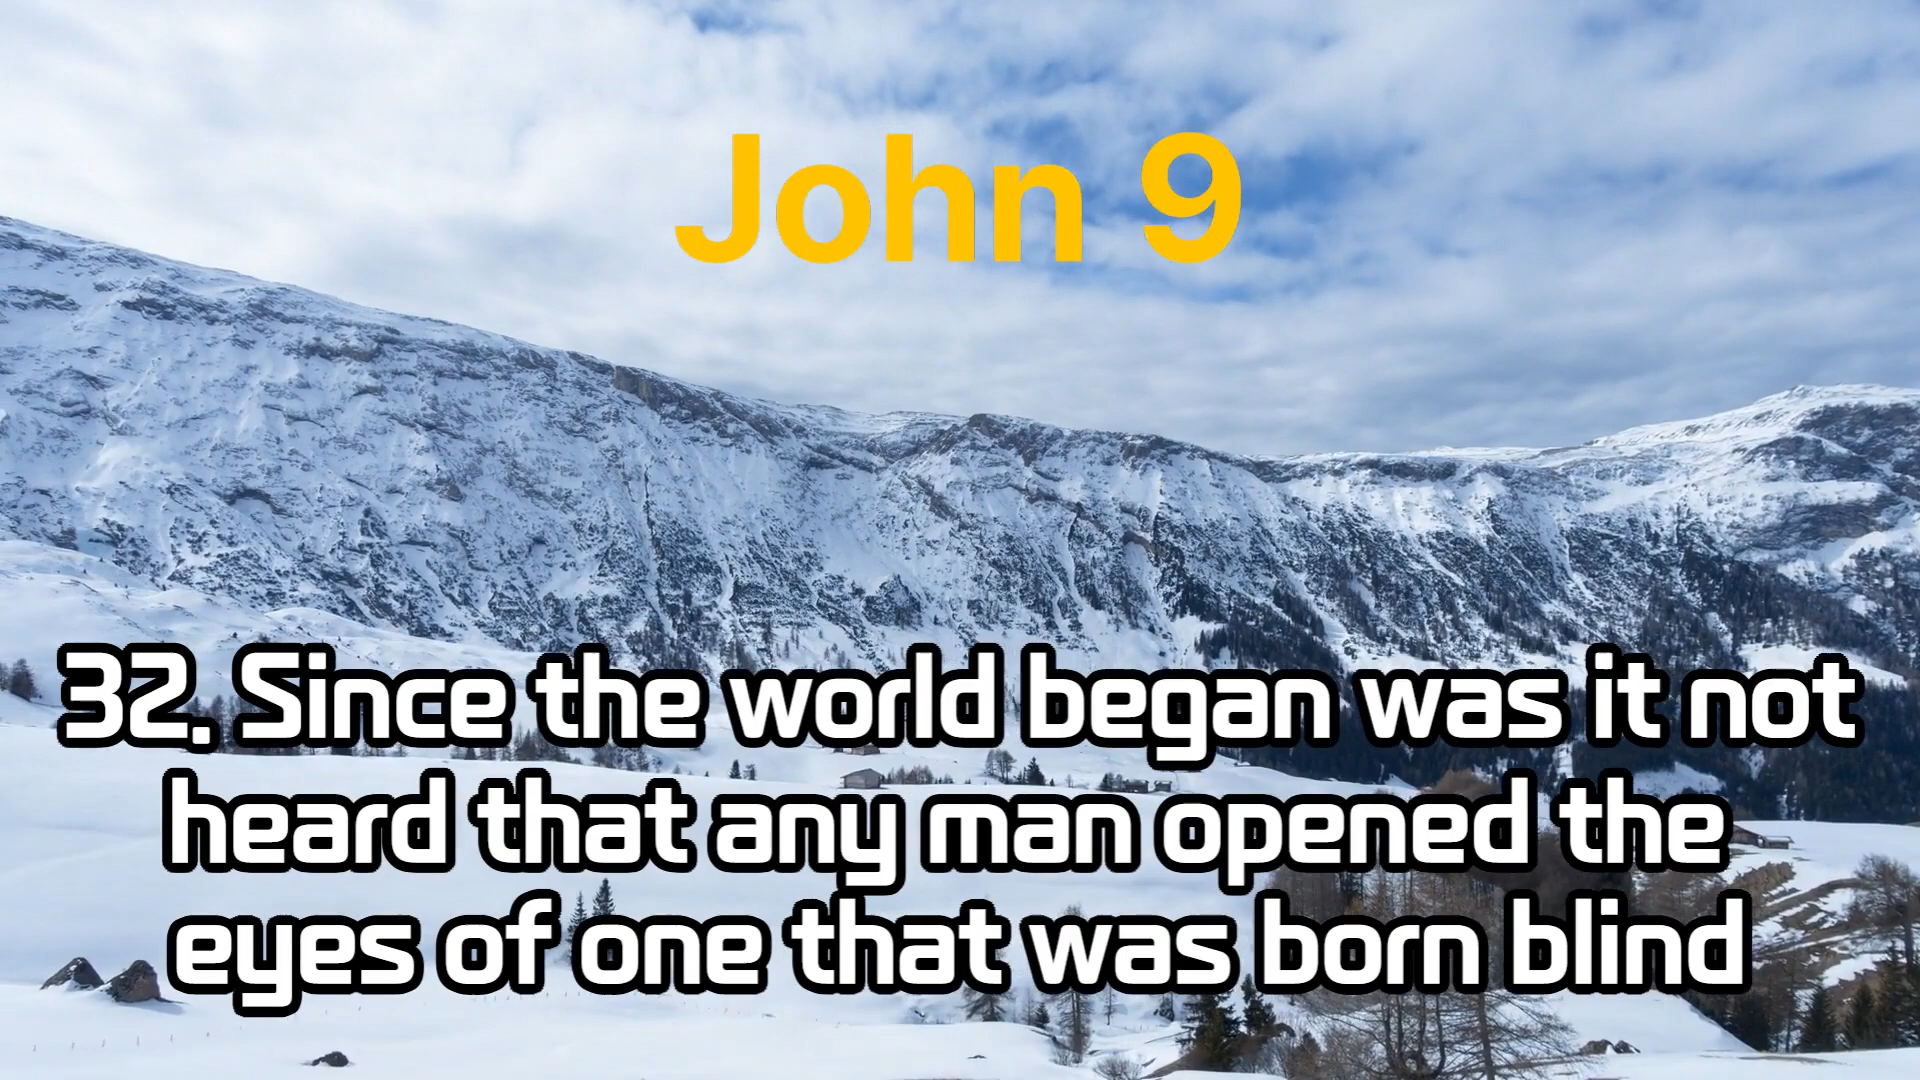 John 9
32. Since the world began was it not
heard that any man opened the
eyes of one that was born blind